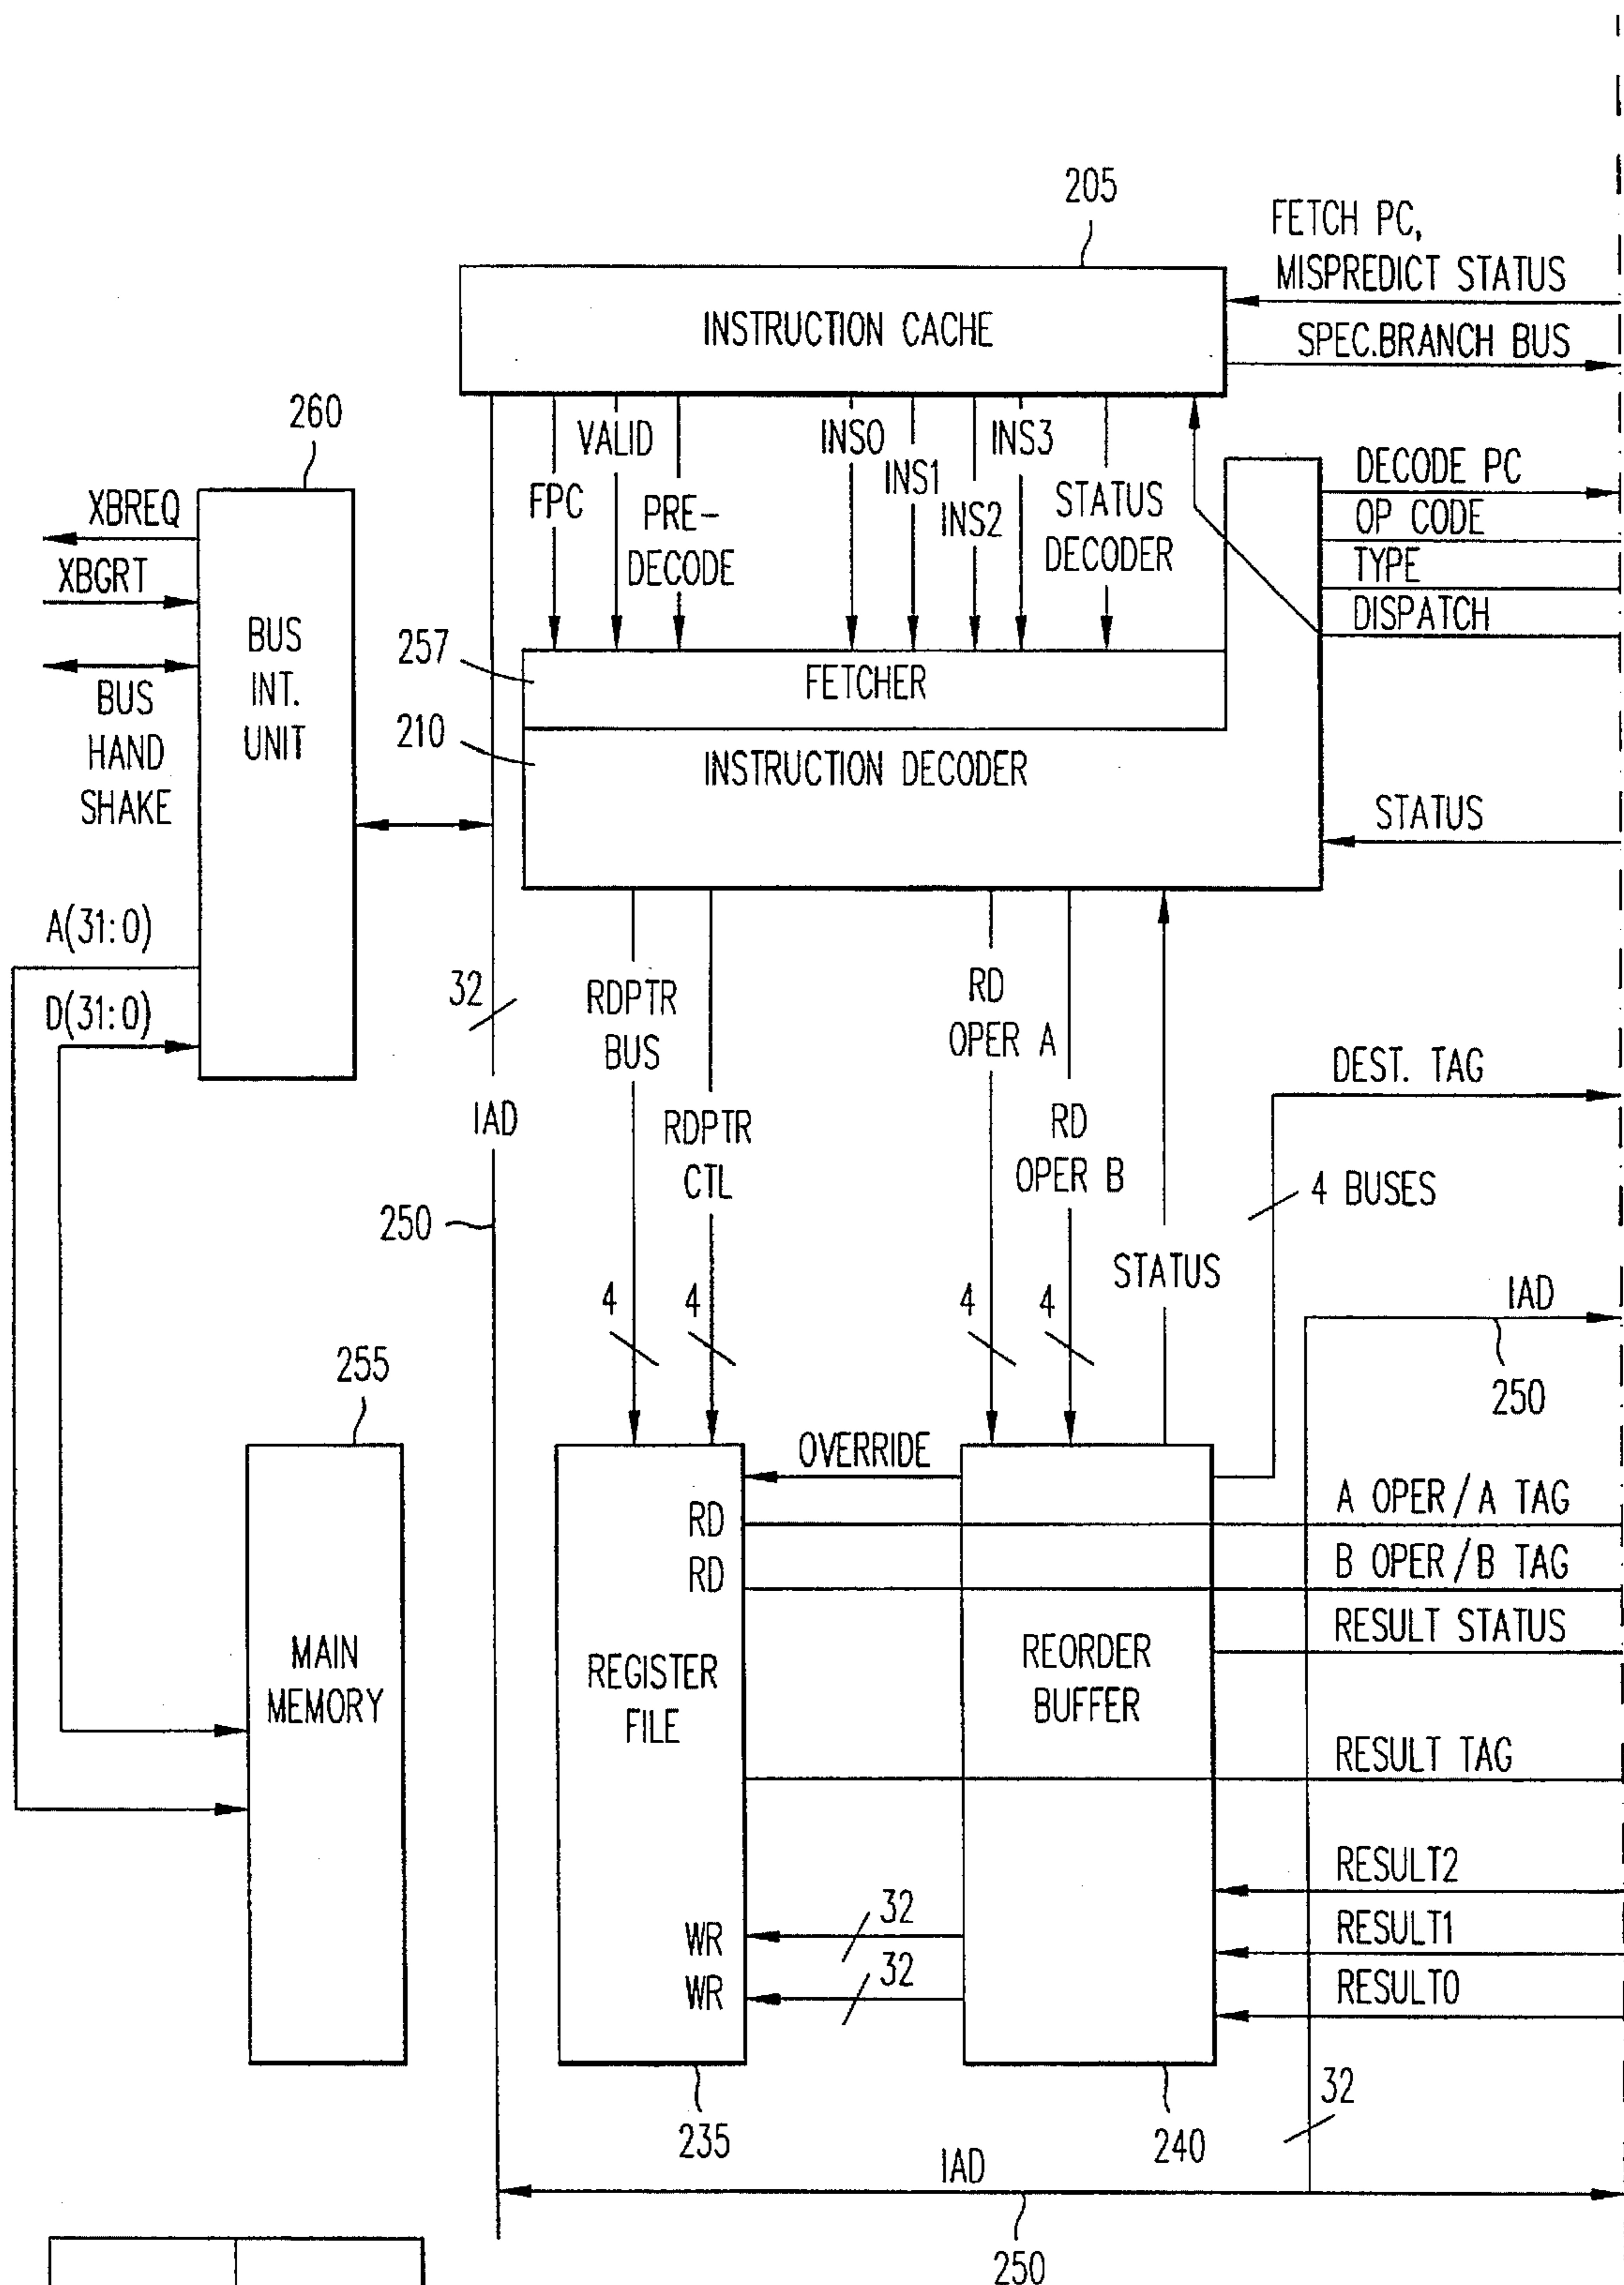 205
FETCH PC,
MISPREDICT STATUS
INSTRUCTION CACHE
SPEC.BRANCH BUS
260
VALID
INS0
INS3
INS1
DECODE PC
FPC
PRE-
DECODE
INS2
STATUS
DECODER
OP CODE
TYPE
DISPATCH
XBREQ
XBGRT
BUS
INT.
UNIT
257
FETCHER
BUS
HAND
SHAKE
210
INSTRUCTION DECODER
STATUS
A(31:0)
D(31:0)
32
RDPTR
BUS
RD
OPER A
DEST. TAG
IAD
RDPTR
CTL
RD
OPER B
4 BUSES
250
STATUS
4
4
4
4
IAD
250
255
OVERRIDE
RD
A OPER/A TAG
RD
B OPER/B TAG
MAIN
MEMORY
REGISTER
FILE
REORDER
BUFFER
RESULT STATUS
RESULT TAG
RESULT2
WR
32
RESULT1
WR
32
RESULT0
235
240
32
IAD
250